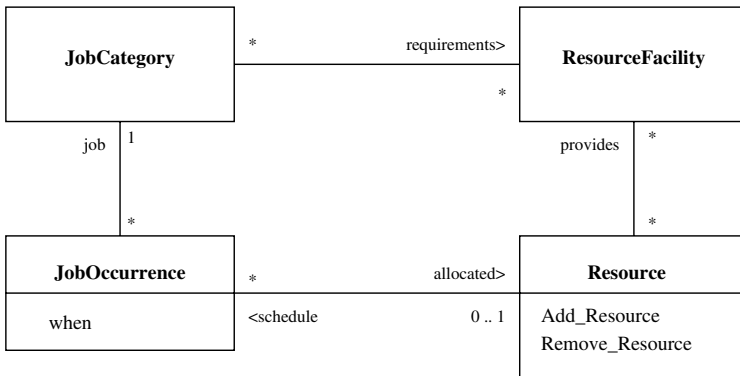 JobCategory
* requirements> ResourceFacility
*
job 1 provides *
* *
JobOccurrence * allocated> Resource
when <schedule 0 .. 1 Add_Resource
Remove_Resource